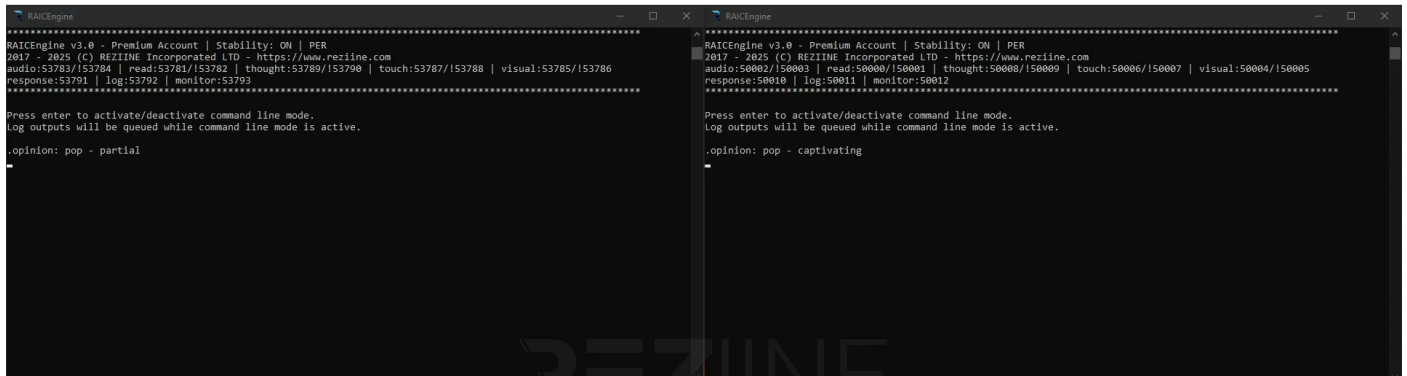 RAICEngine
*****************************************************************************************************************
RAICEngine v3.0 - Premium Account | Stability: ON | PER
2017 - 2025 (C) REZIINE Incorporated LTD - https://www.reziine.com
audio:53783/!53784 | read:53781/!53782 | thought:53789/!53790 | touch:53787/!53788 | visual:53785/!53786
response:53791 | log:53792 | monitor:53793
*****************************************************************************************************************
Press enter to activate/deactivate command line mode.
Log outputs will be queued while command line mode is active.
.opinion: pop - partial
RAICEngine
*****************************************************************************************************************
RAICEngine v3.0 - Premium Account | Stability: ON | PER
2017 - 2025 (C) REZIINE Incorporated LTD - https://www.reziine.com
audio:50002/!50003 | read:50000/!50001 | thought:50008/!50009 | touch:50006/!50007 | visual:50004/!50005
response:50010 | log:50011 | monitor:50012
*****************************************************************************************************************
Press enter to activate/deactivate command line mode.
Log outputs will be queued while command line mode is active.
.opinion: pop - captivating
REZIINE